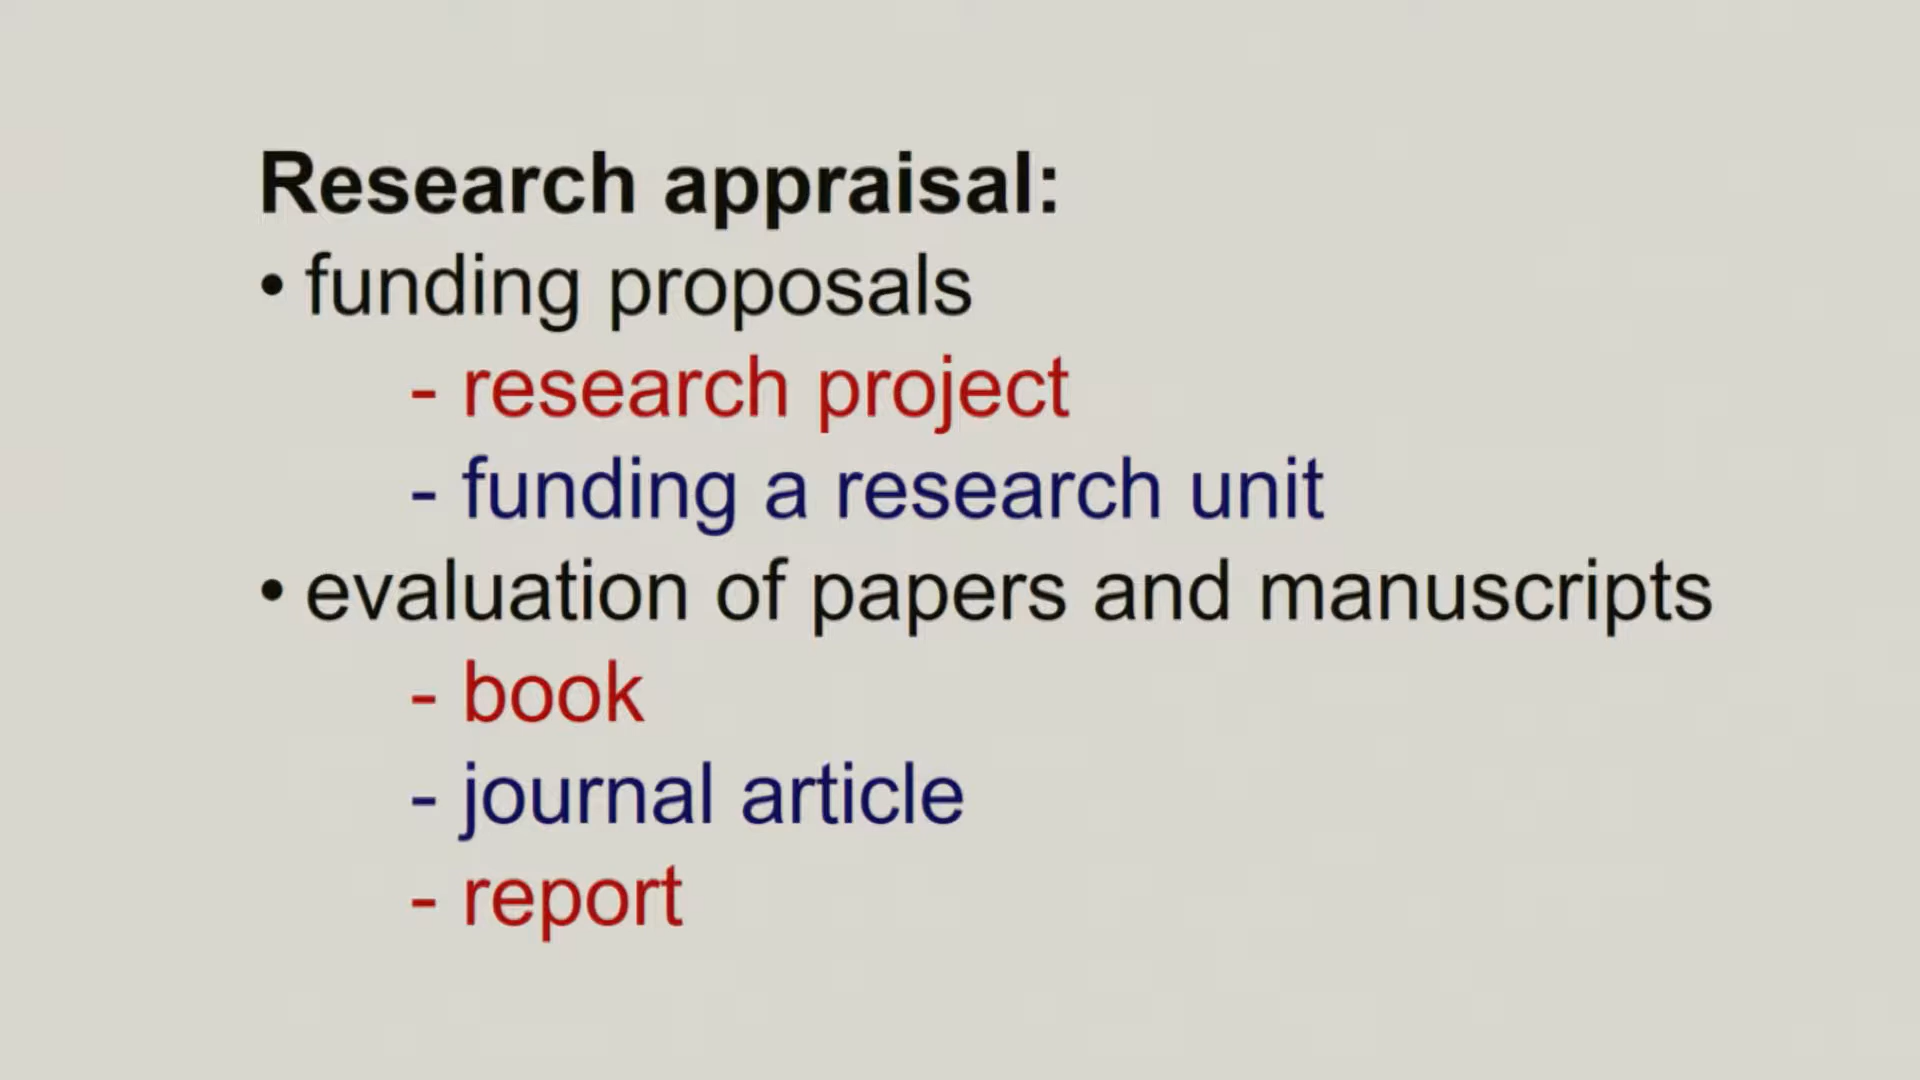 Research appraisal:
• funding proposals
- research project
- funding a research unit
• evaluation of papers and manuscripts
- book
- journal article
- report